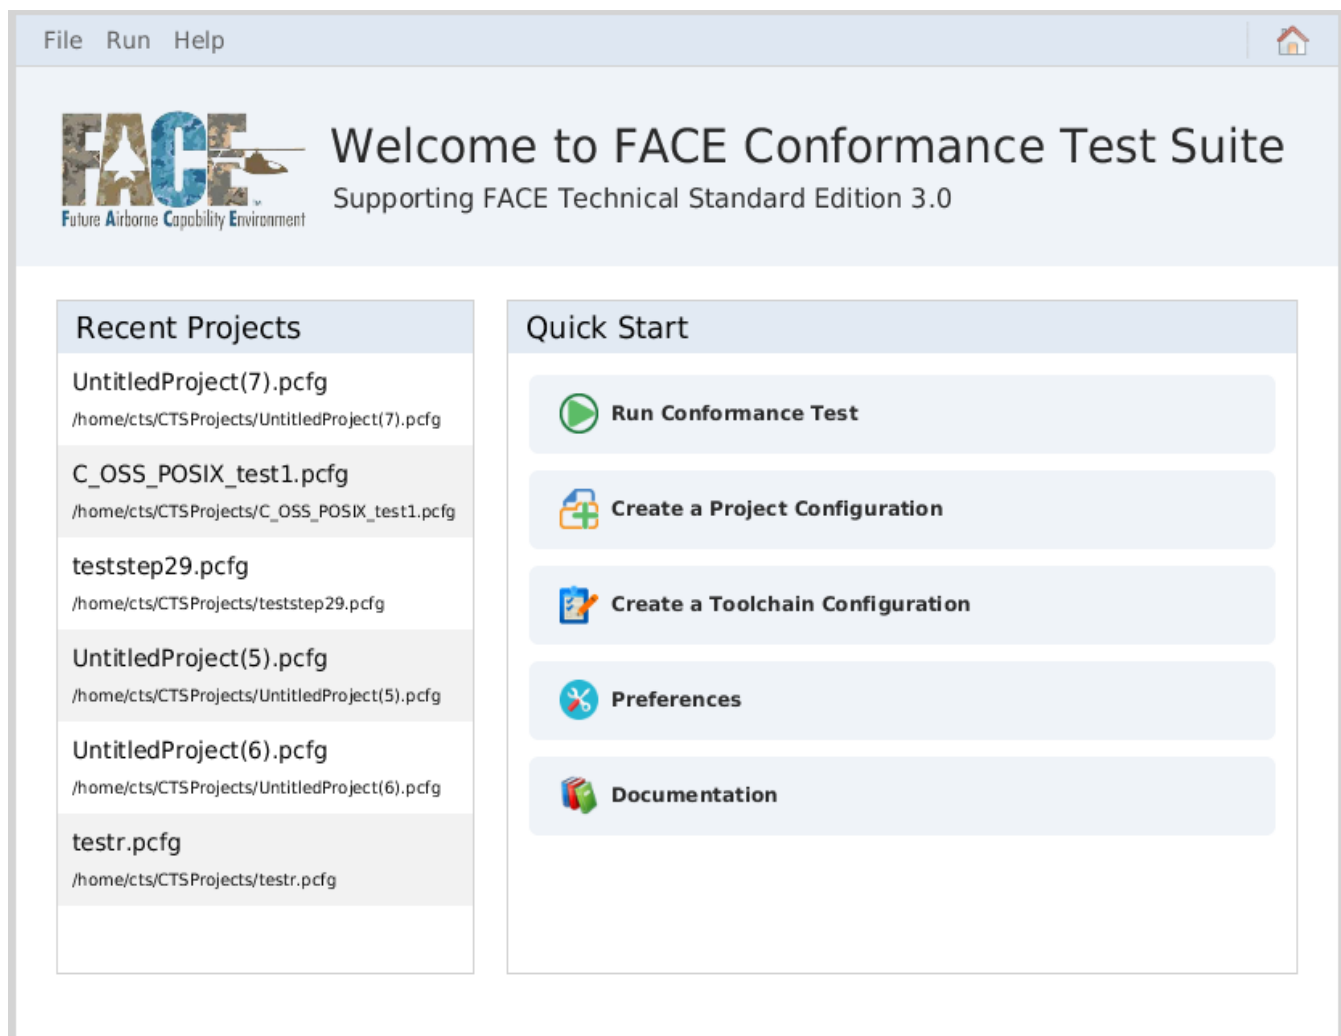 File Run Help
FACE™
Future Airborne Capability Environment
Welcome to FACE Conformance Test Suite
Supporting FACE Technical Standard Edition 3.0
Recent Projects
UntitledProject(7).pcfg
/home/cts/CTSProjects/UntitledProject(7).pcfg
C_OSS_POSIX_test1.pcfg
/home/cts/CTSProjects/C_OSS_POSIX_test1.pcfg
teststep29.pcfg
/home/cts/CTSProjects/teststep29.pcfg
UntitledProject(5).pcfg
/home/cts/CTSProjects/UntitledProject(5).pcfg
UntitledProject(6).pcfg
/home/cts/CTSProjects/UntitledProject(6).pcfg
testr.pcfg
/home/cts/CTSProjects/testr.pcfg
Quick Start
Run Conformance Test
Create a Project Configuration
Create a Toolchain Configuration
Preferences
Documentation